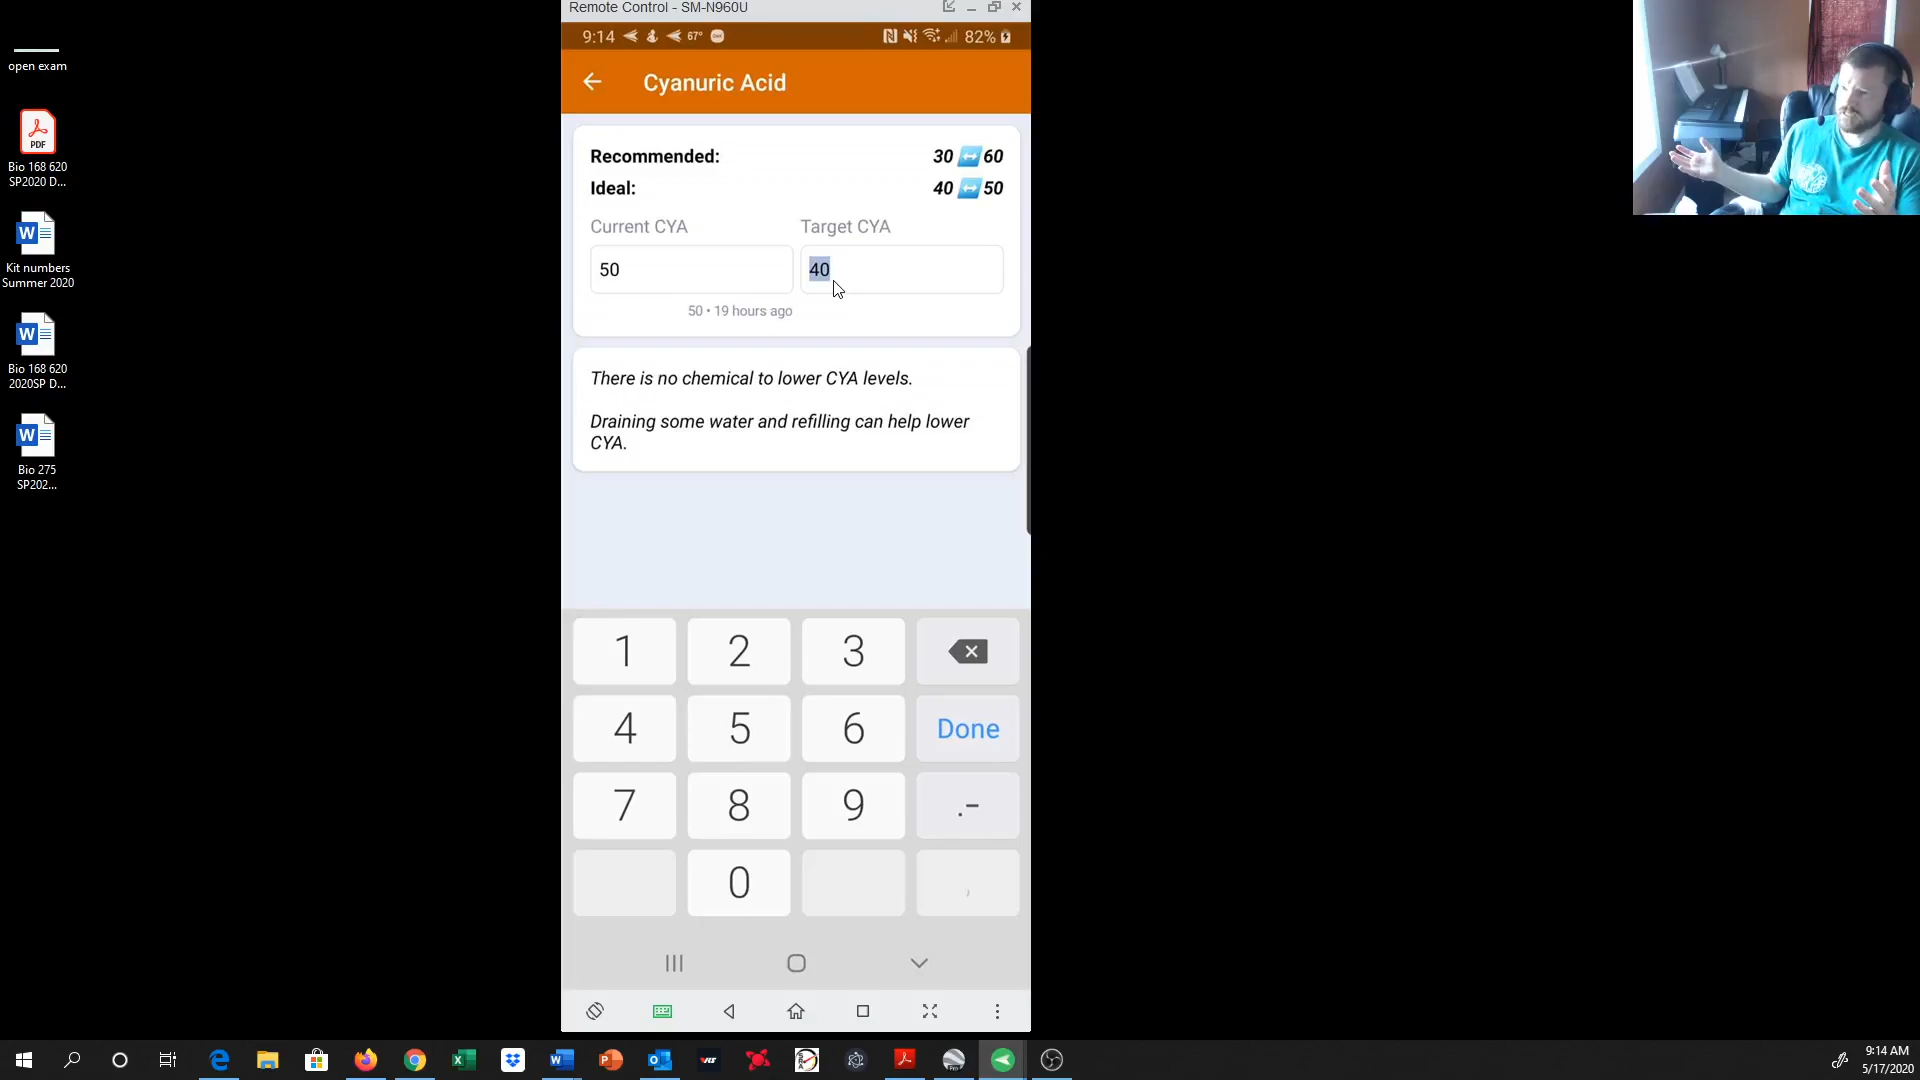 Remote Control - SM-N960U
9:14 67° 82%
Cyanuric Acid
Recommended: 30 60
Ideal: 40 50
Current CYA Target CYA
50 40
50 • 19 hours ago
There is no chemical to lower CYA levels.
Draining some water and refilling can help lower
CYA.
1 2 3
4 5 6 Done
7 8 9 .-
0 ,
open exam
PDF
Bio 168 620
SP2020 D...
W
Kit numbers
Summer 2020
W
Bio 168 620
2020SP D...
W
Bio 275
SP202...
9:14 AM
5/17/2020